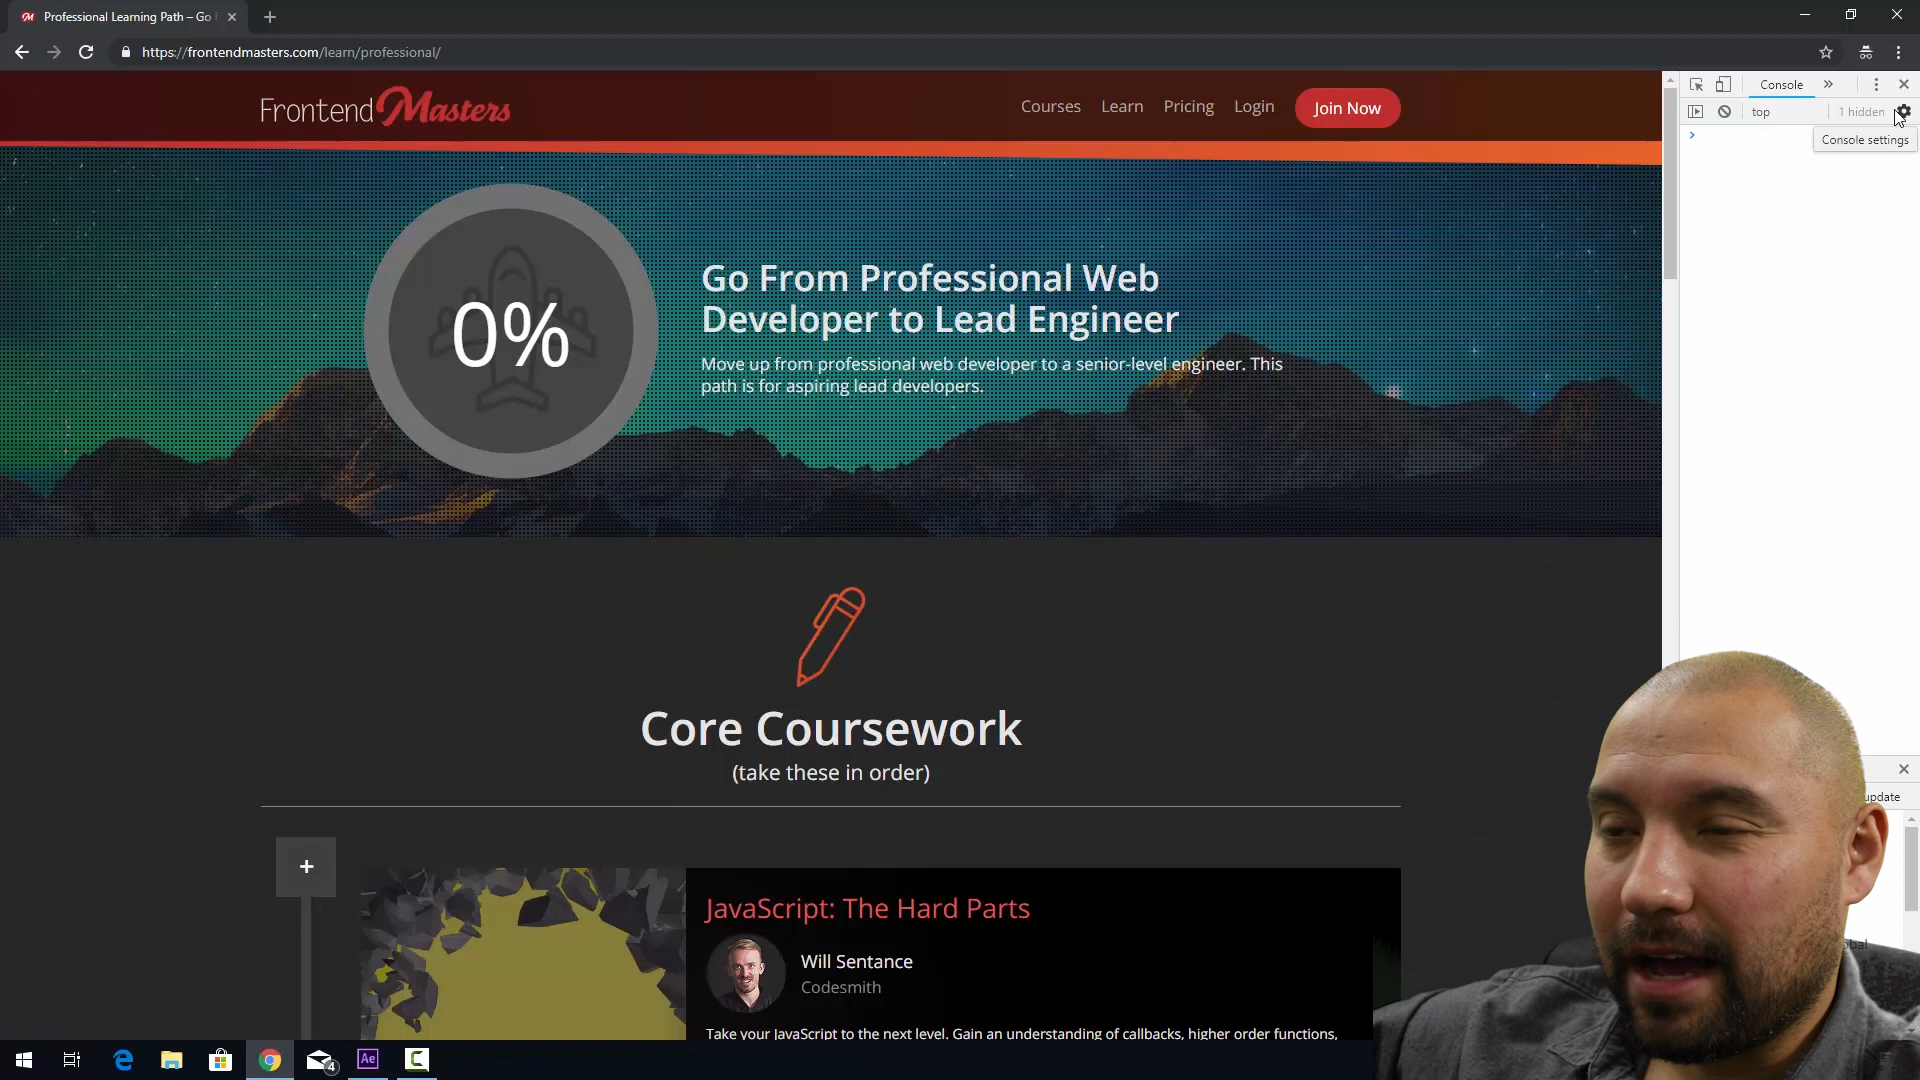 Professional Learning Path – Go F
https://frontendmasters.com/learn/professional/
Frontend Masters
Courses
Learn
Pricing
Login
Join Now
Console
top
1 hidden
Console settings
0%
Go From Professional Web
Developer to Lead Engineer
Move up from professional web developer to a senior-level engineer. This
path is for aspiring lead developers.
Core Coursework
(take these in order)
update
+
JavaScript: The Hard Parts
Will Sentance
Codesmith
Take your JavaScript to the next level. Gain an understanding of callbacks, higher order functions,
4
Ae